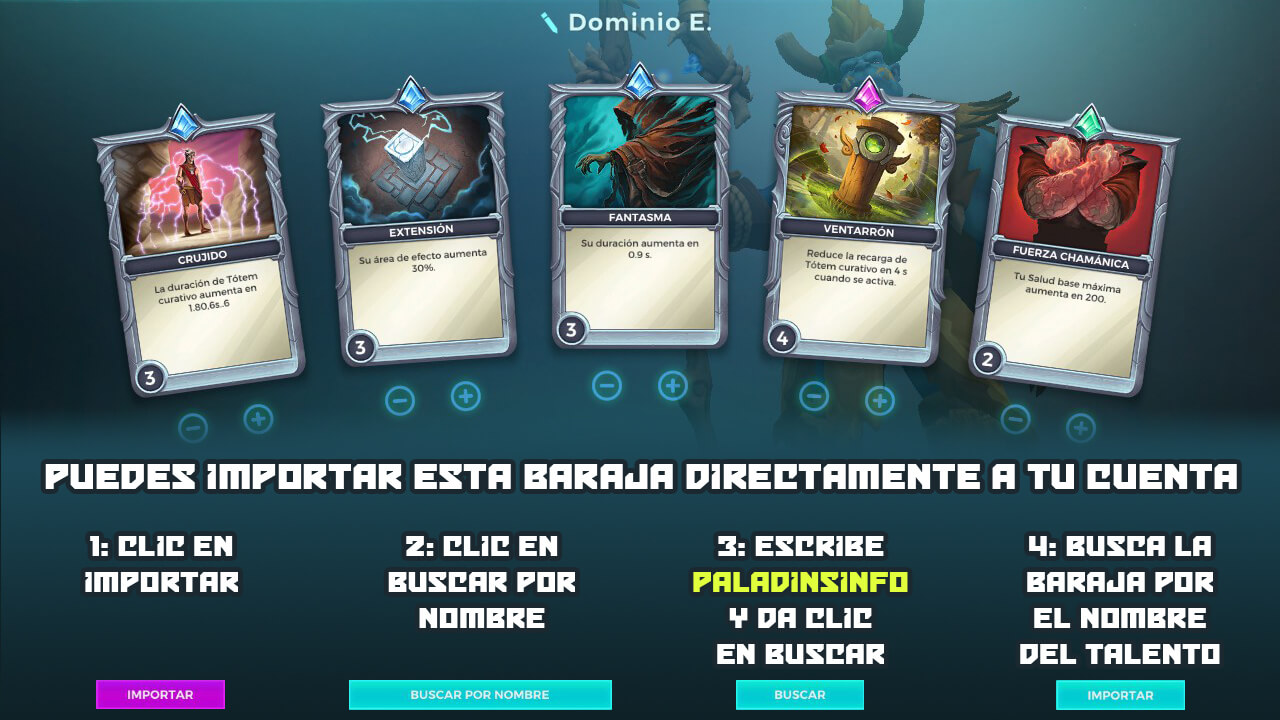 Dominio E.
CRUJIDO
La duración de Tótem
curativo aumenta en
1.80,6s..6
3
EXTENSIÓN
Su área de efecto aumenta
30%.
3
FANTASMA
Su duración aumenta en
0.9 s.
3
VENTARRÓN
Reduce la recarga de
Tótem curativo en 4 s
cuando se activa.
4
FUERZA CHAMÁNICA
Tu Salud base máxima
aumenta en 200.
2
PUEDES IMPORTAR ESTA BARAJA DIRECTAMENTE A TU CUENTA
1: CLIC EN
IMPORTAR
IMPORTAR
2: CLIC EN
BUSCAR POR
NOMBRE
BUSCAR POR NOMBRE
3: ESCRIBE
PALADINSINFO
Y DA CLIC
EN BUSCAR
BUSCAR
4: BUSCA LA
BARAJA POR
EL NOMBRE
DEL TALENTO
IMPORTAR